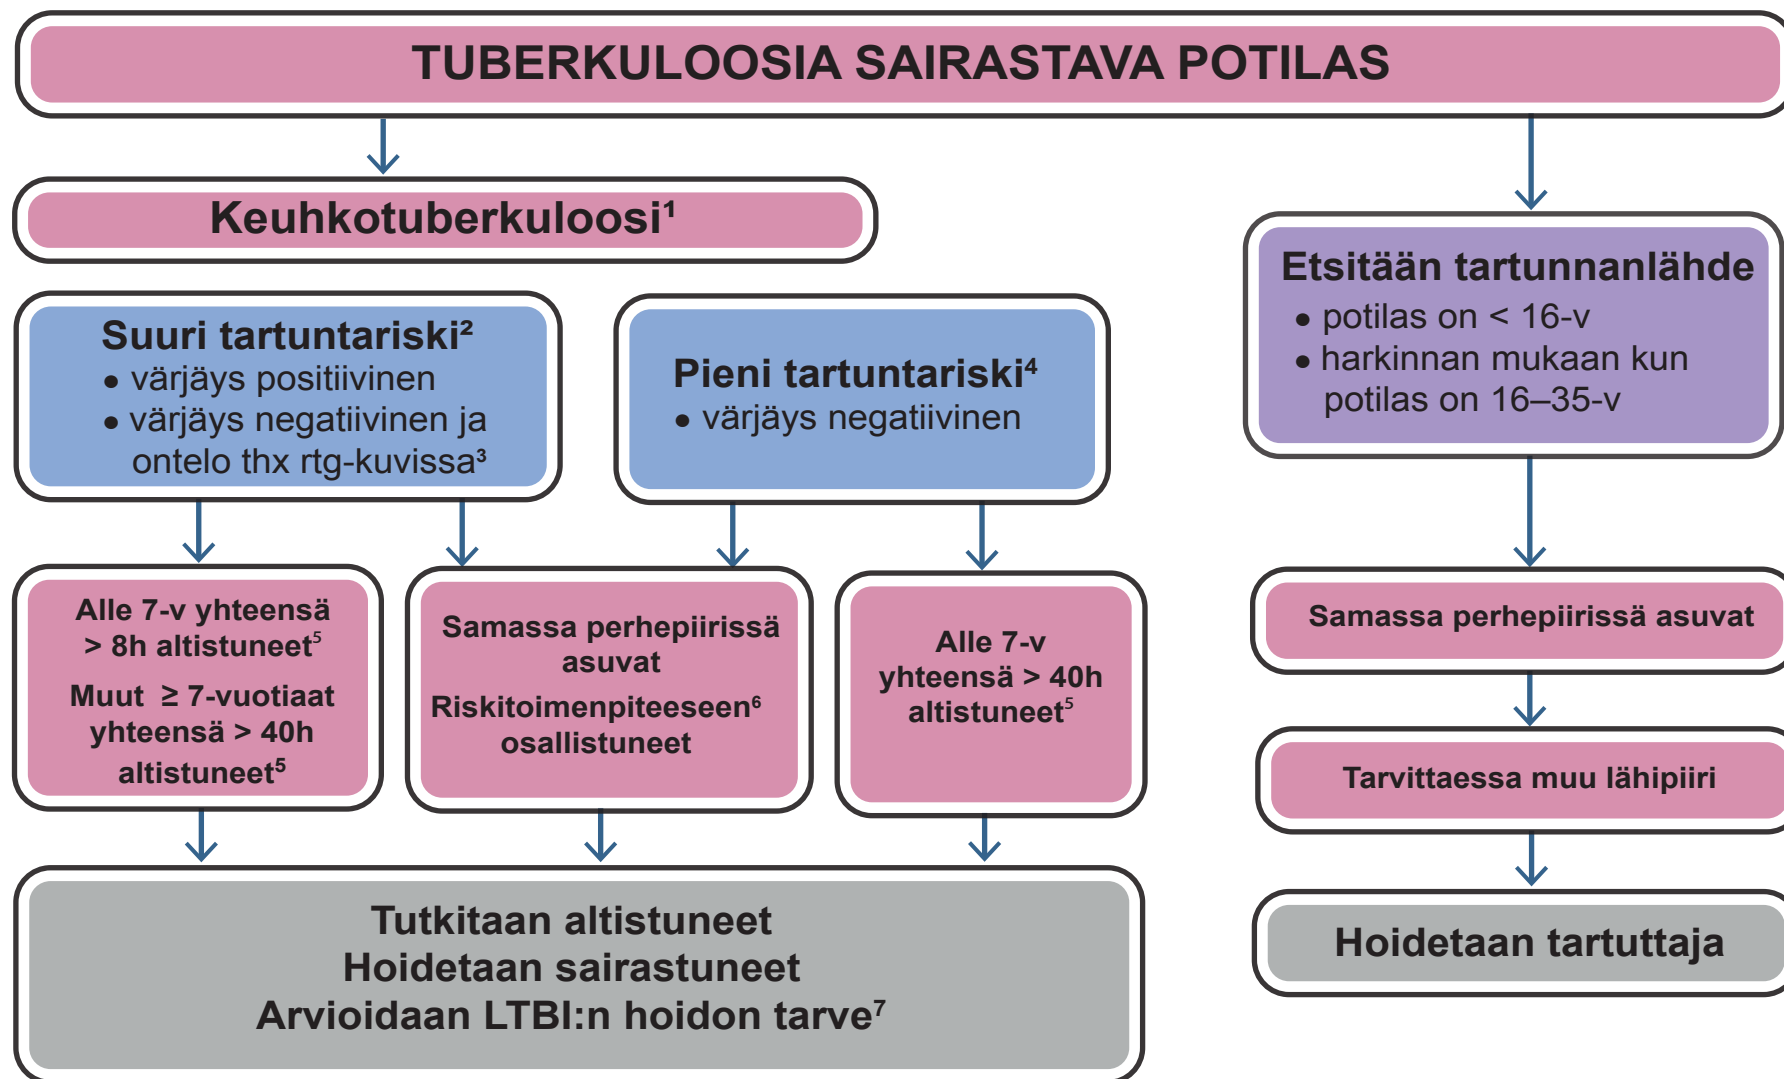 TUBERKULOOSIA SAIRASTAVA POTILAS
Keuhkotuberkuloosi¹
Suuri tartuntariski²
• värjäys positiivinen
• värjäys negatiivinen ja
ontelo thx rtg-kuvissa³
Pieni tartuntariski⁴
• värjäys negatiivinen
Etsitään tartunnanlähde
• potilas on < 16-v
• harkinnan mukaan kun
potilas on 16–35-v
Alle 7-v yhteensä
> 8h altistuneet⁵
Muut ≥ 7-vuotiaat
yhteensä > 40h
altistuneet⁵
Samassa perhepiirissä
asuvat
Riskitoimenpiteeseen⁶
osallistuneet
Alle 7-v
yhteensä > 40h
altistuneet⁵
Samassa perhepiirissä asuvat
Tarvittaessa muu lähipiiri
Tutkitaan altistuneet
Hoidetaan sairastuneet
Arvioidaan LTBI:n hoidon tarve⁷
Hoidetaan tartuttaja